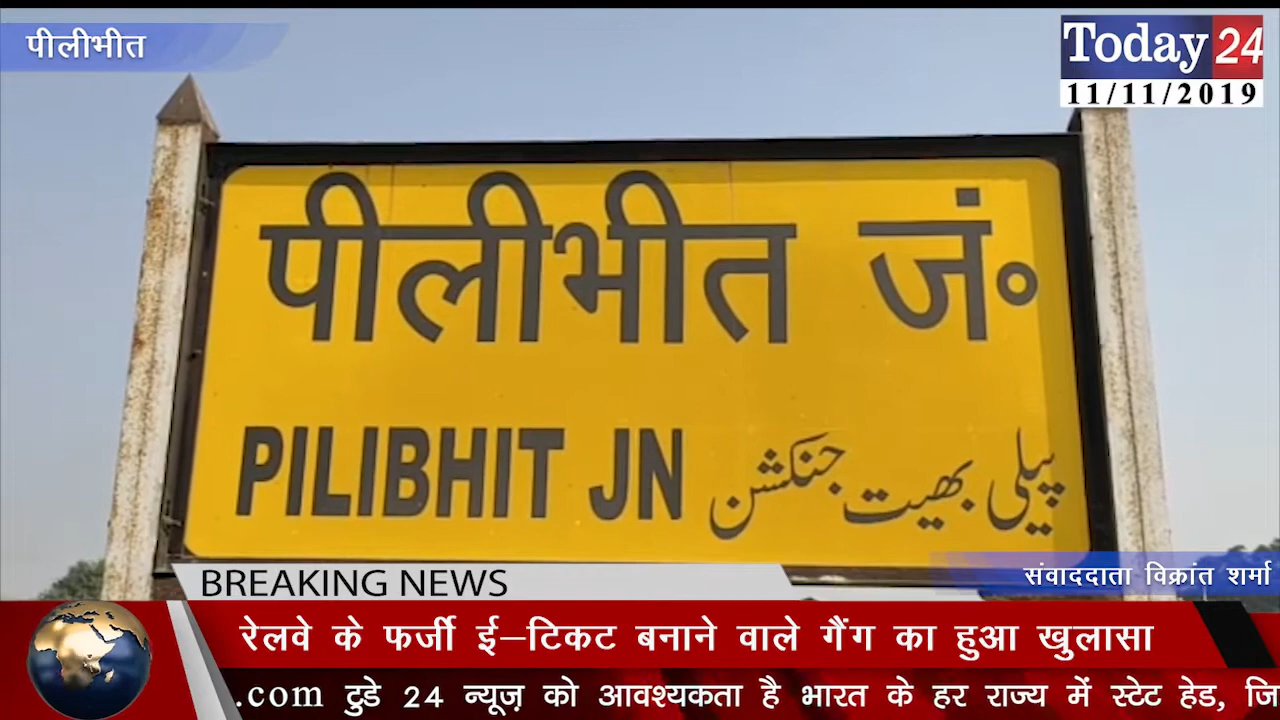 पीलीभीत
Today 24
11/11/2019
पीलीभीत जं॰
PILIBHIT JN پیلی بھیت جنکشن
BREAKING NEWS
संवाददाता विक्रांत शर्मा
रेलवे के फर्जी ई–टिकट बनाने वाले गैंग का हुआ खुलासा
.com टुडे 24 न्यूज़ को आवश्यकता है भारत के हर राज्य में स्टेट हेड, जि